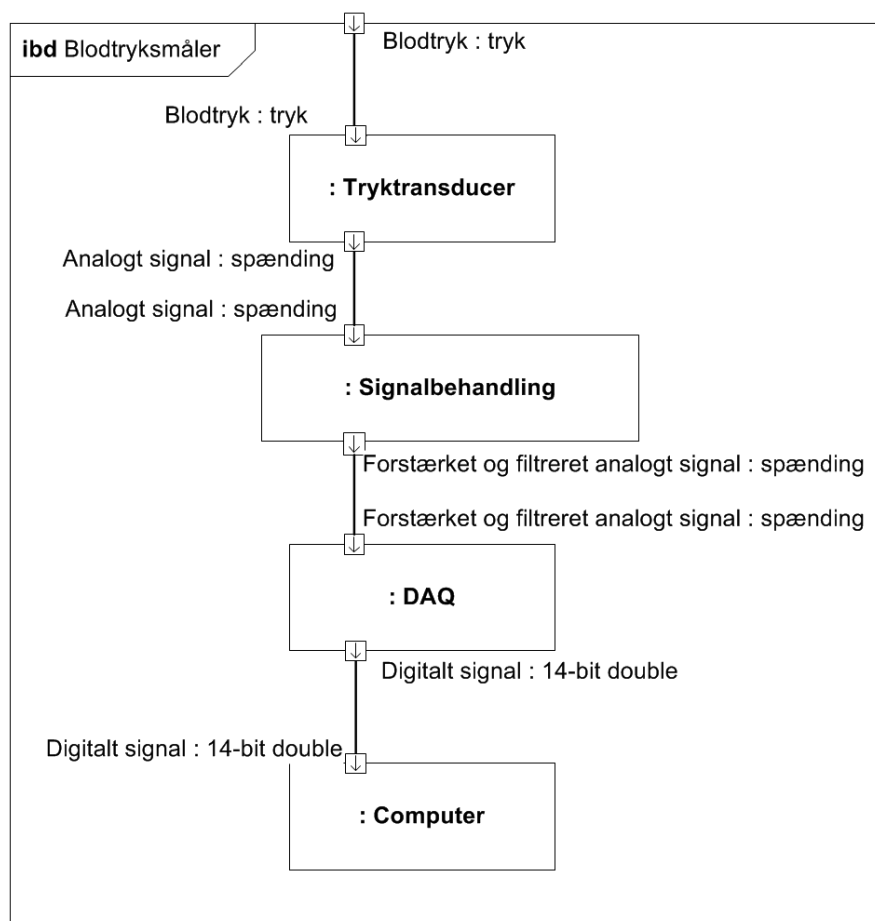 ibd Blodtryksmåler
Blodtryk : tryk
Blodtryk : tryk
: Tryktransducer
Analogt signal : spænding
Analogt signal : spænding
: Signalbehandling
Forstærket og filtreret analogt signal : spænding
Forstærket og filtreret analogt signal : spænding
: DAQ
Digitalt signal : 14-bit double
Digitalt signal : 14-bit double
: Computer